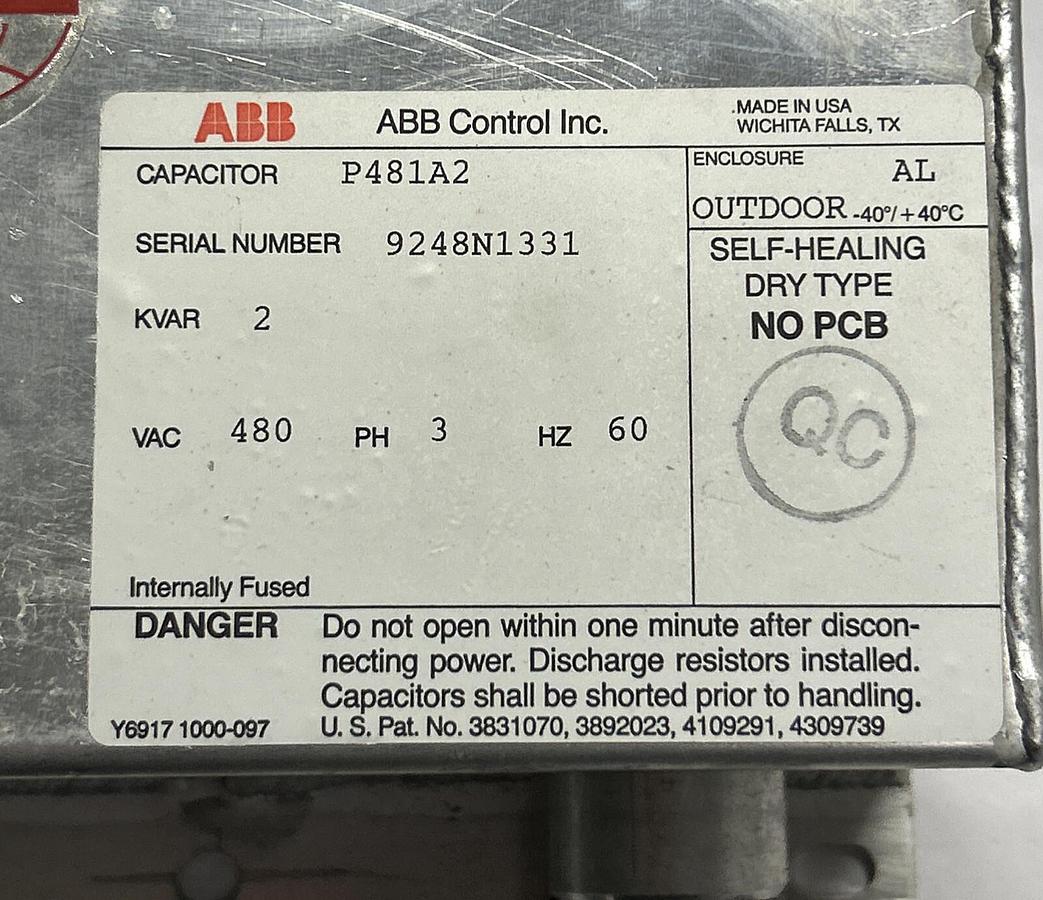 ABB ABB Control Inc. .MADE IN USA
WICHITA FALLS, TX
CAPACITOR P481A2
ENCLOSURE AL
OUTDOOR -40°/+40°C
SERIAL NUMBER 9248N1331
SELF-HEALING
DRY TYPE
NO PCB
KVAR 2
QC
VAC 480 PH 3 HZ 60
Internally Fused
DANGER Do not open within one minute after discon-
necting power. Discharge resistors installed.
Capacitors shall be shorted prior to handling.
Y6917 1000-097 U. S. Pat. No. 3831070, 3892023, 4109291, 4309739